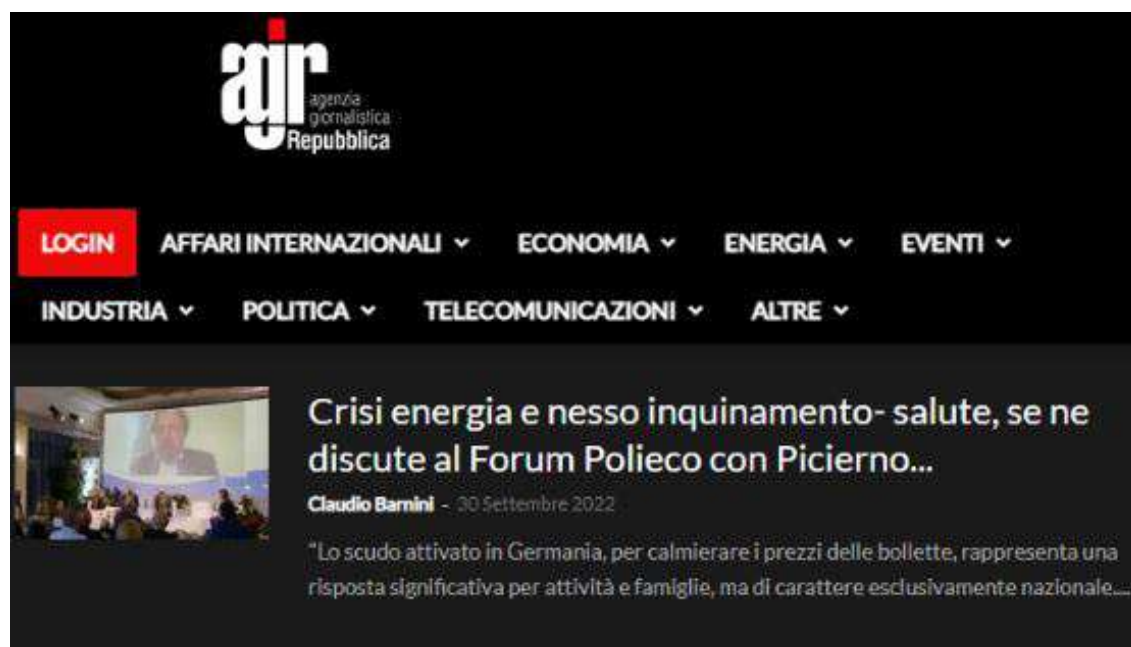 agr
agenzia
giornalistica
Repubblica
LOGIN AFFARI INTERNAZIONALI ECONOMIA ENERGIA EVENTI
INDUSTRIA POLITICA TELECOMUNICAZIONI ALTRE
Crisi energia e nesso inquinamento- salute, se ne
discute al Forum Polieco con Picierno...
Claudio Barnini - 30 Settembre 2022
"Lo scudo attivato in Germania, per calmierare i prezzi delle bollette, rappresenta una
risposta significativa per attività e famiglie, ma di carattere esclusivamente nazionale....